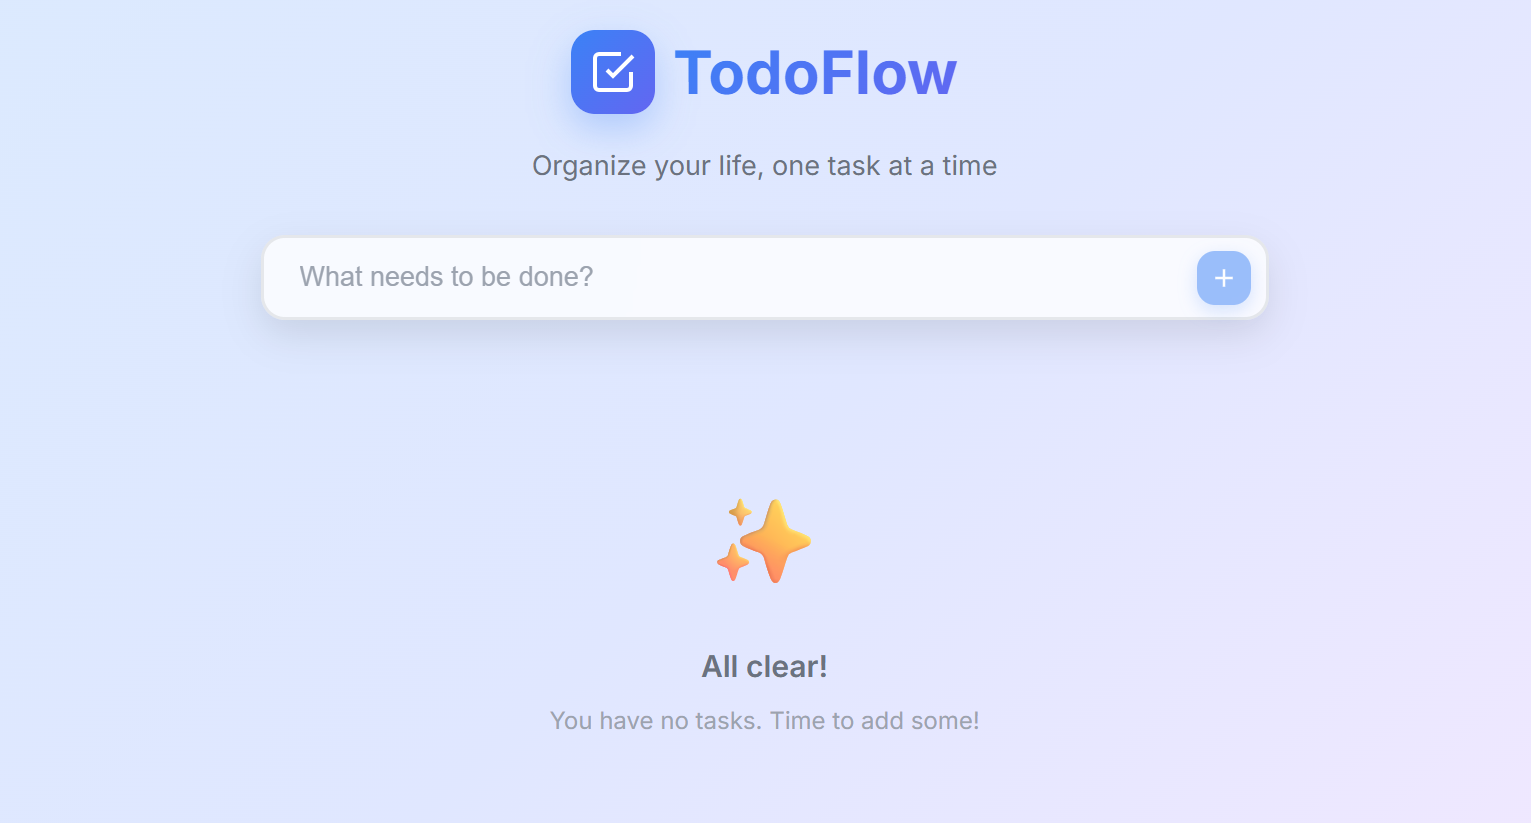 TodoFlow
Organize your life, one task at a time
What needs to be done?
All clear!
You have no tasks. Time to add some!